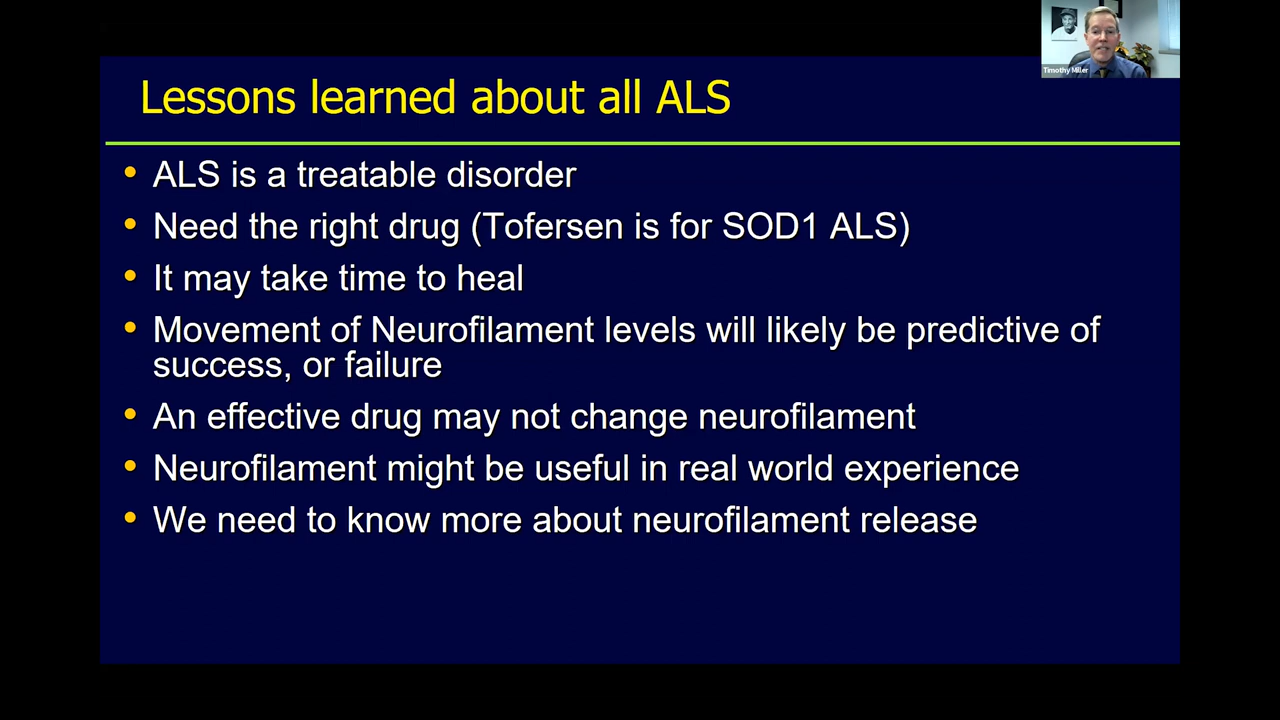 Timothy Miller
Lessons learned about all ALS
• ALS is a treatable disorder
• Need the right drug (Tofersen is for SOD1 ALS)
• It may take time to heal
• Movement of Neurofilament levels will likely be predictive of
success, or failure
• An effective drug may not change neurofilament
• Neurofilament might be useful in real world experience
• We need to know more about neurofilament release